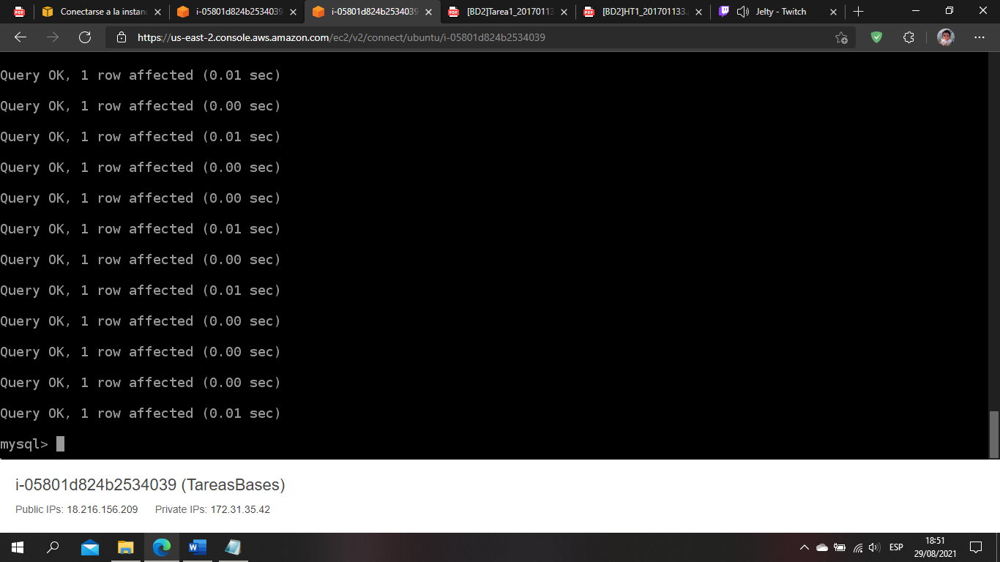 Conectarse a la instanc
i-05801d824b2534039
i-05801d824b2534039
[BD2]Tarea1_201701133
[BD2]HT1_201701133.
Jelty - Twitch
https://us-east-2.console.aws.amazon.com/ec2/v2/connect/ubuntu/i-05801d824b2534039
Query OK, 1 row affected (0.01 sec)
Query OK, 1 row affected (0.00 sec)
Query OK, 1 row affected (0.01 sec)
Query OK, 1 row affected (0.00 sec)
Query OK, 1 row affected (0.00 sec)
Query OK, 1 row affected (0.01 sec)
Query OK, 1 row affected (0.00 sec)
Query OK, 1 row affected (0.01 sec)
Query OK, 1 row affected (0.00 sec)
Query OK, 1 row affected (0.00 sec)
Query OK, 1 row affected (0.00 sec)
Query OK, 1 row affected (0.01 sec)
mysql>
i-05801d824b2534039 (TareasBases)
Public IPs: 18.216.156.209 Private IPs: 172.31.35.42
ESP
18:51
29/08/2021